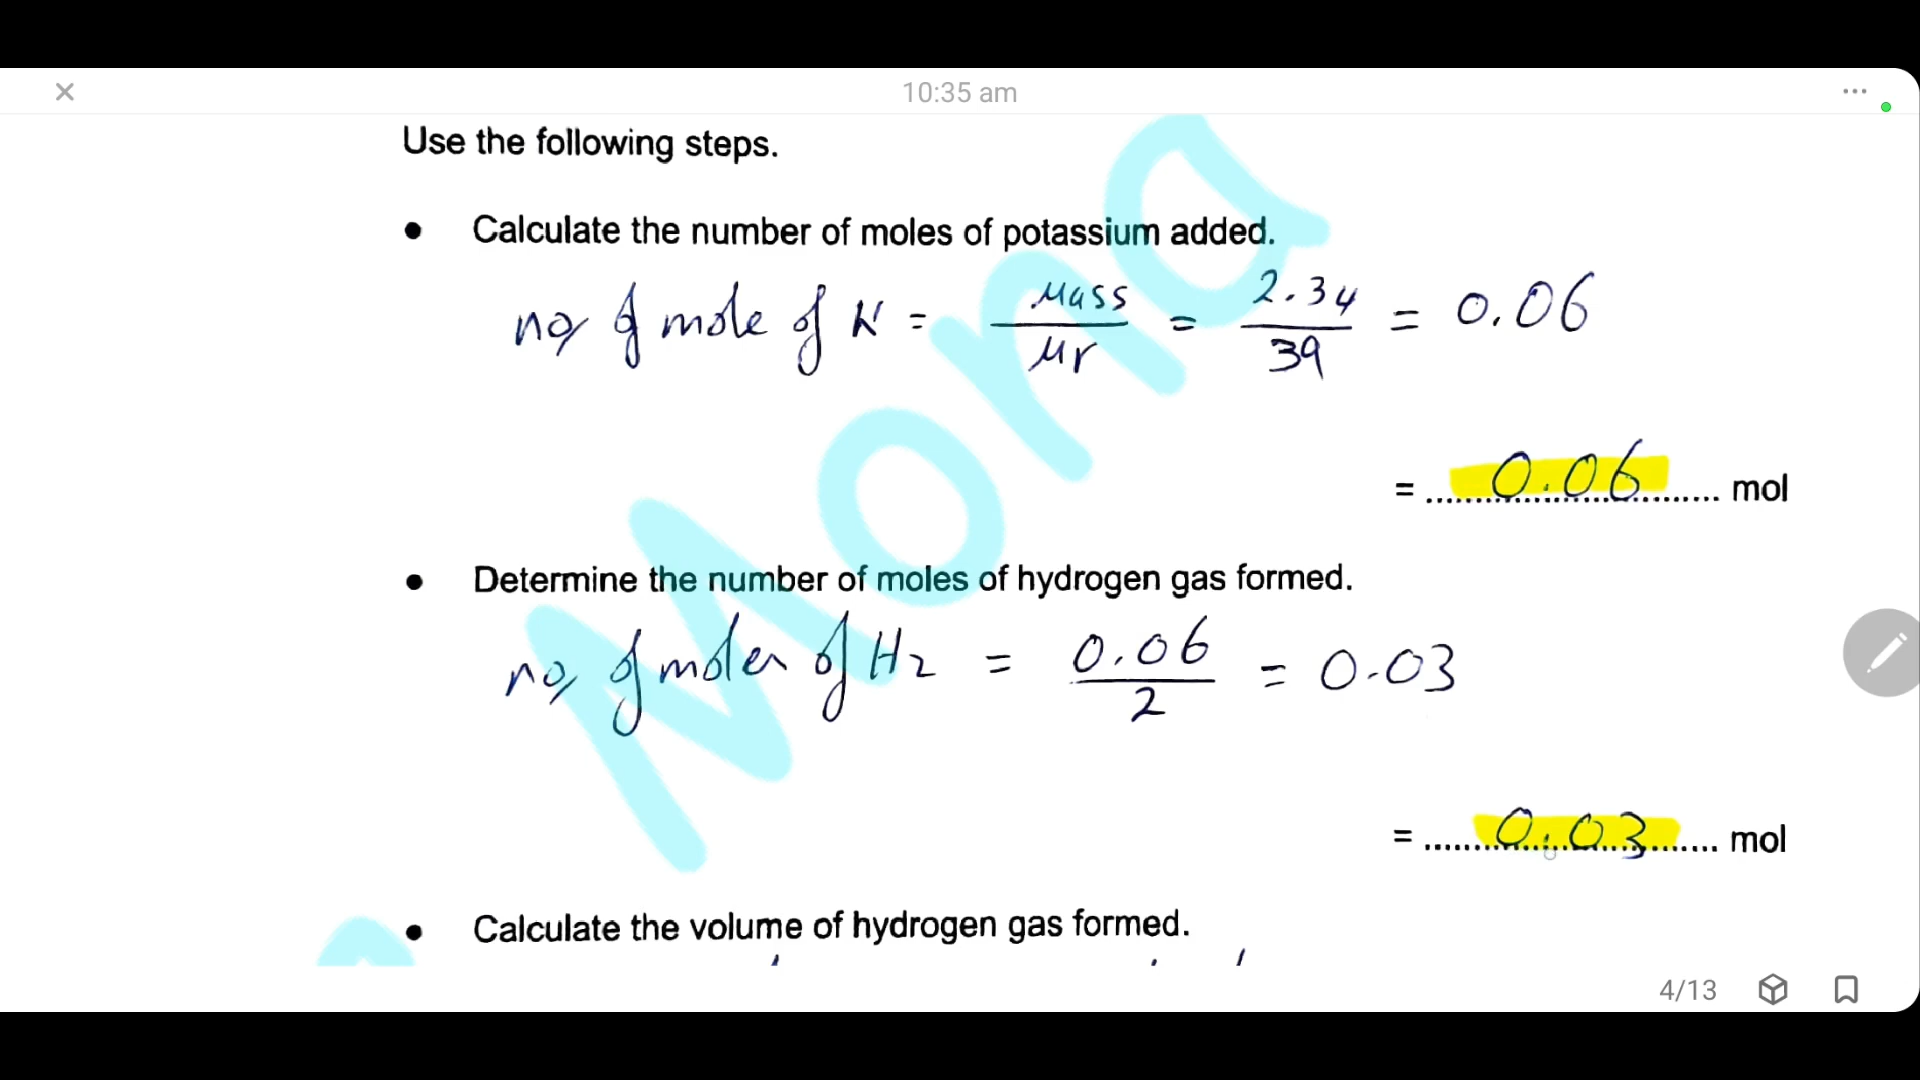 10:35 am
Use the following steps.
• Calculate the number of moles of potassium added.
no/ of mole of K = Mass / Mr = 2.34 / 39 = 0.06
= ...... 0.06 ...... mol
• Determine the number of moles of hydrogen gas formed.
no/ of moles of H2 = 0.06 / 2 = 0.03
= ...... 0.03 ...... mol
• Calculate the volume of hydrogen gas formed.
Mona
4/13